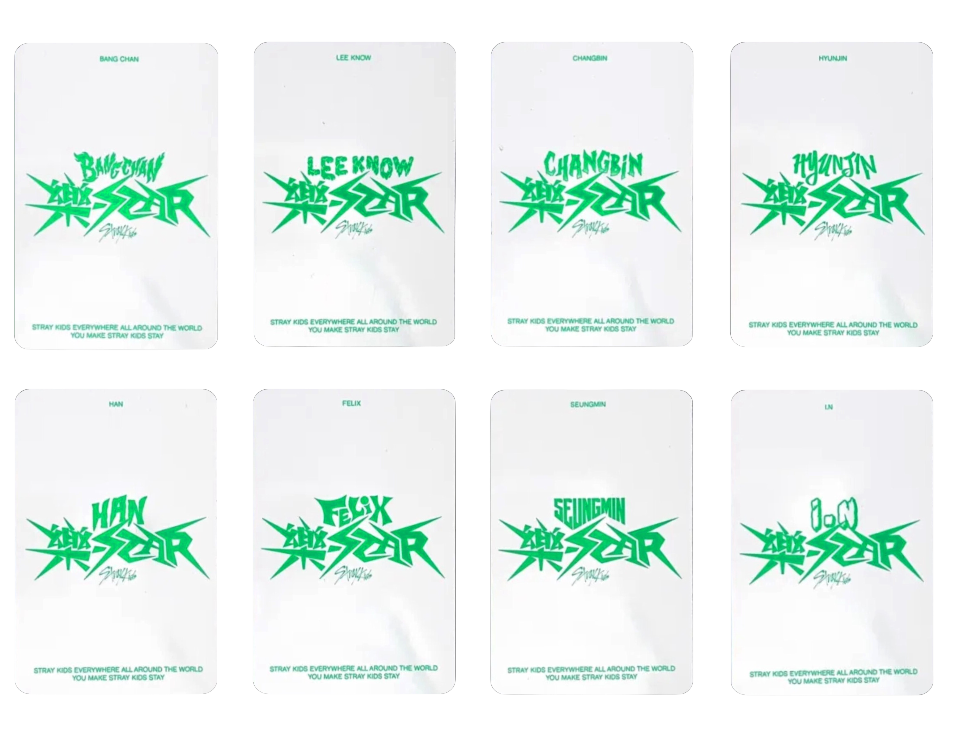 BANG CHAN
BANG CHAN
樂-STAR
Stray Kids
STRAY KIDS EVERYWHERE ALL AROUND THE WORLD
YOU MAKE STRAY KIDS STAY
LEE KNOW
LEE KNOW
樂-STAR
Stray Kids
STRAY KIDS EVERYWHERE ALL AROUND THE WORLD
YOU MAKE STRAY KIDS STAY
CHANGBIN
CHANGBiN
樂-STAR
Stray Kids
STRAY KIDS EVERYWHERE ALL AROUND THE WORLD
YOU MAKE STRAY KIDS STAY
HYUNJIN
HYUNJIN
樂-STAR
Stray Kids
STRAY KIDS EVERYWHERE ALL AROUND THE WORLD
YOU MAKE STRAY KIDS STAY
HAN
HAN
樂-STAR
Stray Kids
STRAY KIDS EVERYWHERE ALL AROUND THE WORLD
YOU MAKE STRAY KIDS STAY
FELIX
FELiX
樂-STAR
Stray Kids
STRAY KIDS EVERYWHERE ALL AROUND THE WORLD
YOU MAKE STRAY KIDS STAY
SEUNGMIN
SEUNGMIN
樂-STAR
Stray Kids
STRAY KIDS EVERYWHERE ALL AROUND THE WORLD
YOU MAKE STRAY KIDS STAY
I.N
i.N
樂-STAR
Stray Kids
STRAY KIDS EVERYWHERE ALL AROUND THE WORLD
YOU MAKE STRAY KIDS STAY